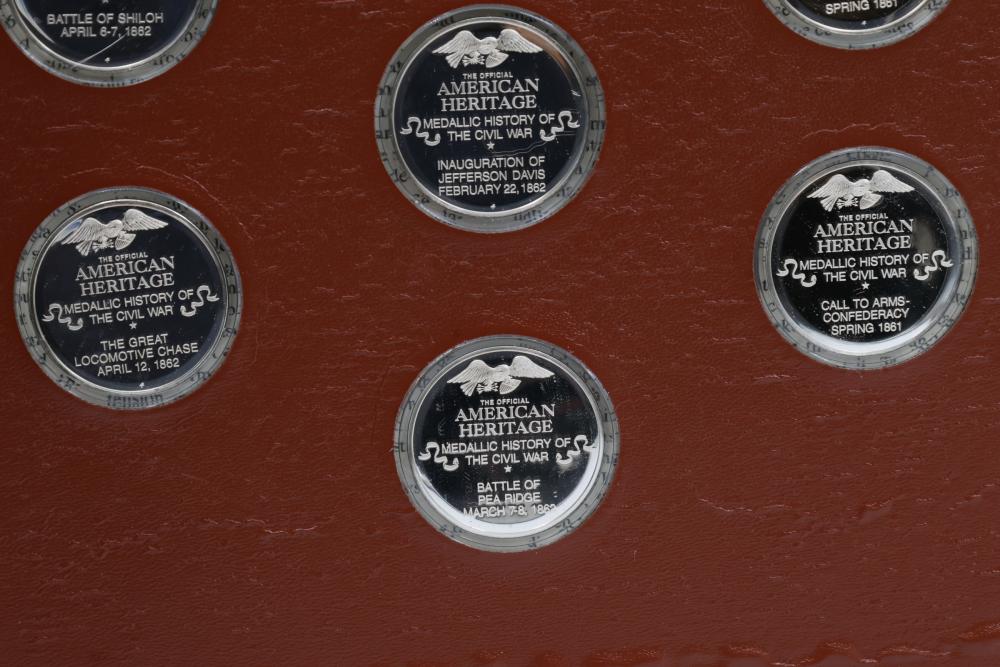 BATTLE OF SHILOH
APRIL 6-7, 1862
SPRING 1861
THE OFFICIAL
AMERICAN
HERITAGE
MEDALLIC HISTORY OF
THE CIVIL WAR
INAUGURATION OF
JEFFERSON DAVIS
FEBRUARY 22, 1862
THE OFFICIAL
AMERICAN
HERITAGE
MEDALLIC HISTORY OF
THE CIVIL WAR
CALL TO ARMS-
CONFEDERACY
SPRING 1861
THE OFFICIAL
AMERICAN
HERITAGE
MEDALLIC HISTORY OF
THE CIVIL WAR
THE GREAT
LOCOMOTIVE CHASE
APRIL 12, 1862
THE OFFICIAL
AMERICAN
HERITAGE
MEDALLIC HISTORY OF
THE CIVIL WAR
BATTLE OF
PEA RIDGE
MARCH 7-8, 1862